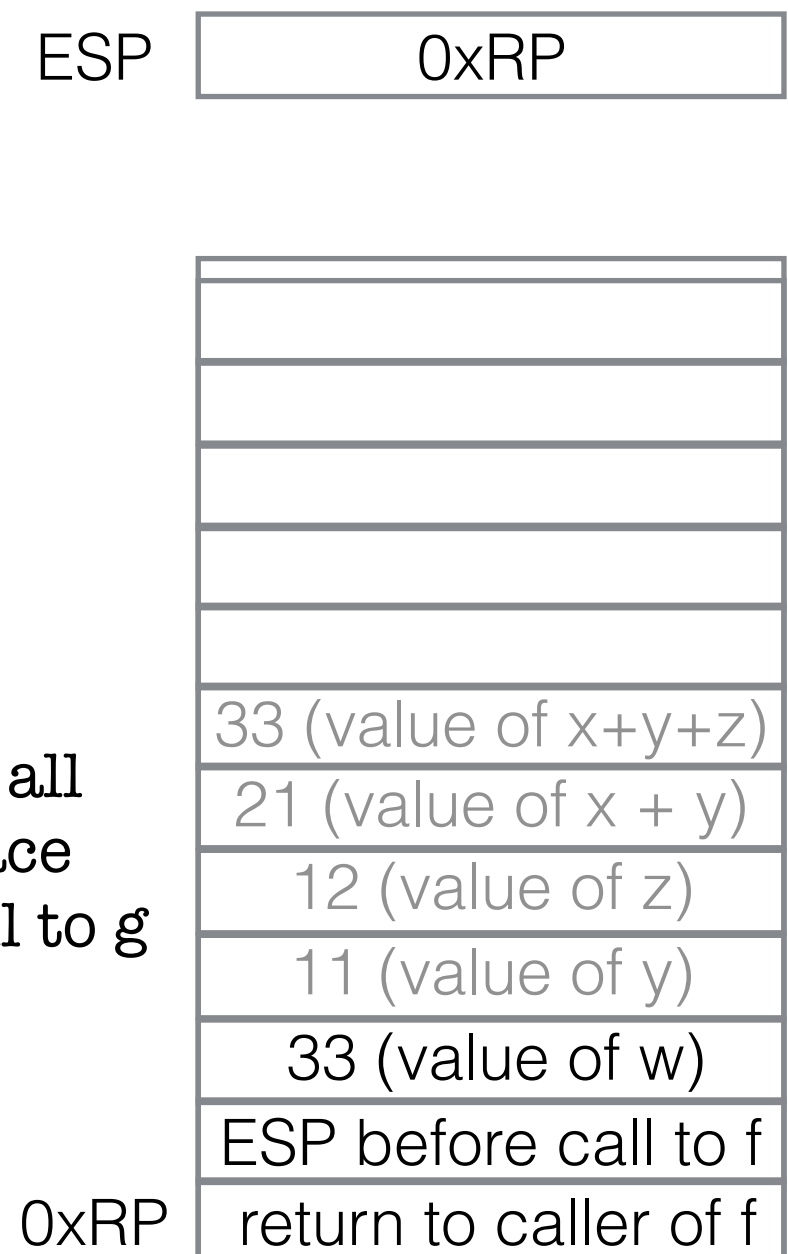 ESP 0xRP
33 (value of x+y+z)
all
21 (value of x + y)
12 (value of z)
l to g
11 (value of y)
33 (value of w)
ESP before call to f
0xRP return to caller of f